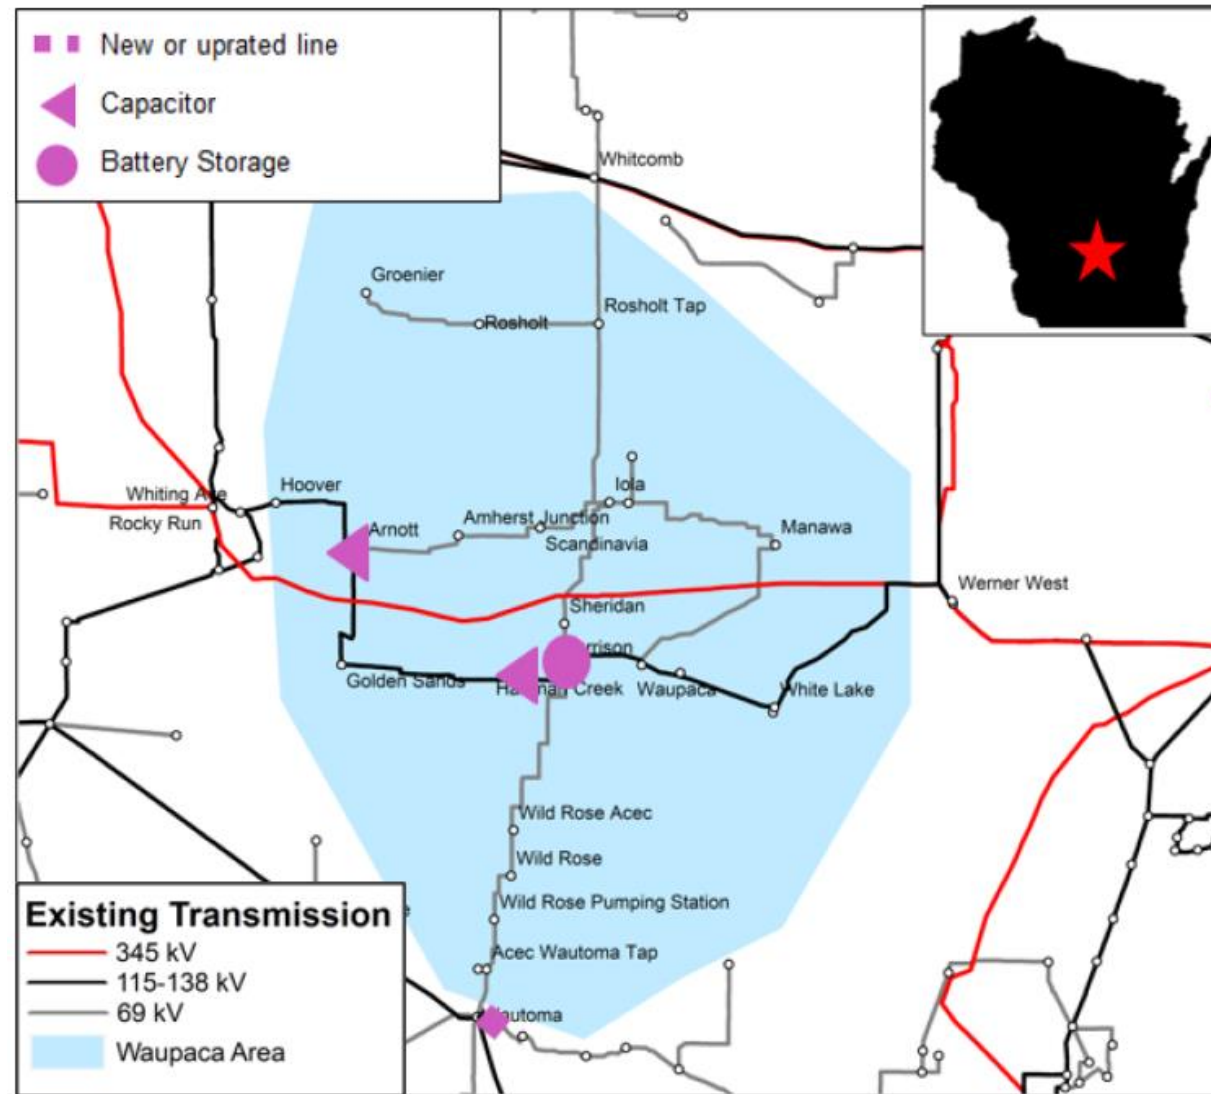 New or uprated line
Capacitor
Battery Storage
Whitcomb
Groenier
Rosholt
Rosholt Tap
Iola
Whiting
Hoover
Rocky Run
Arnott
Amherst Junction
Scandinavia
Manawa
Werner West
Sheridan
rrison
Golden Sands
Creek
Waupaca
White Lake
Wild Rose Acec
Wild Rose
Wild Rose Pumping Station
Acec Wautoma Tap
automa
Existing Transmission
345 kV
115-138 kV
69 kV
Waupaca Area